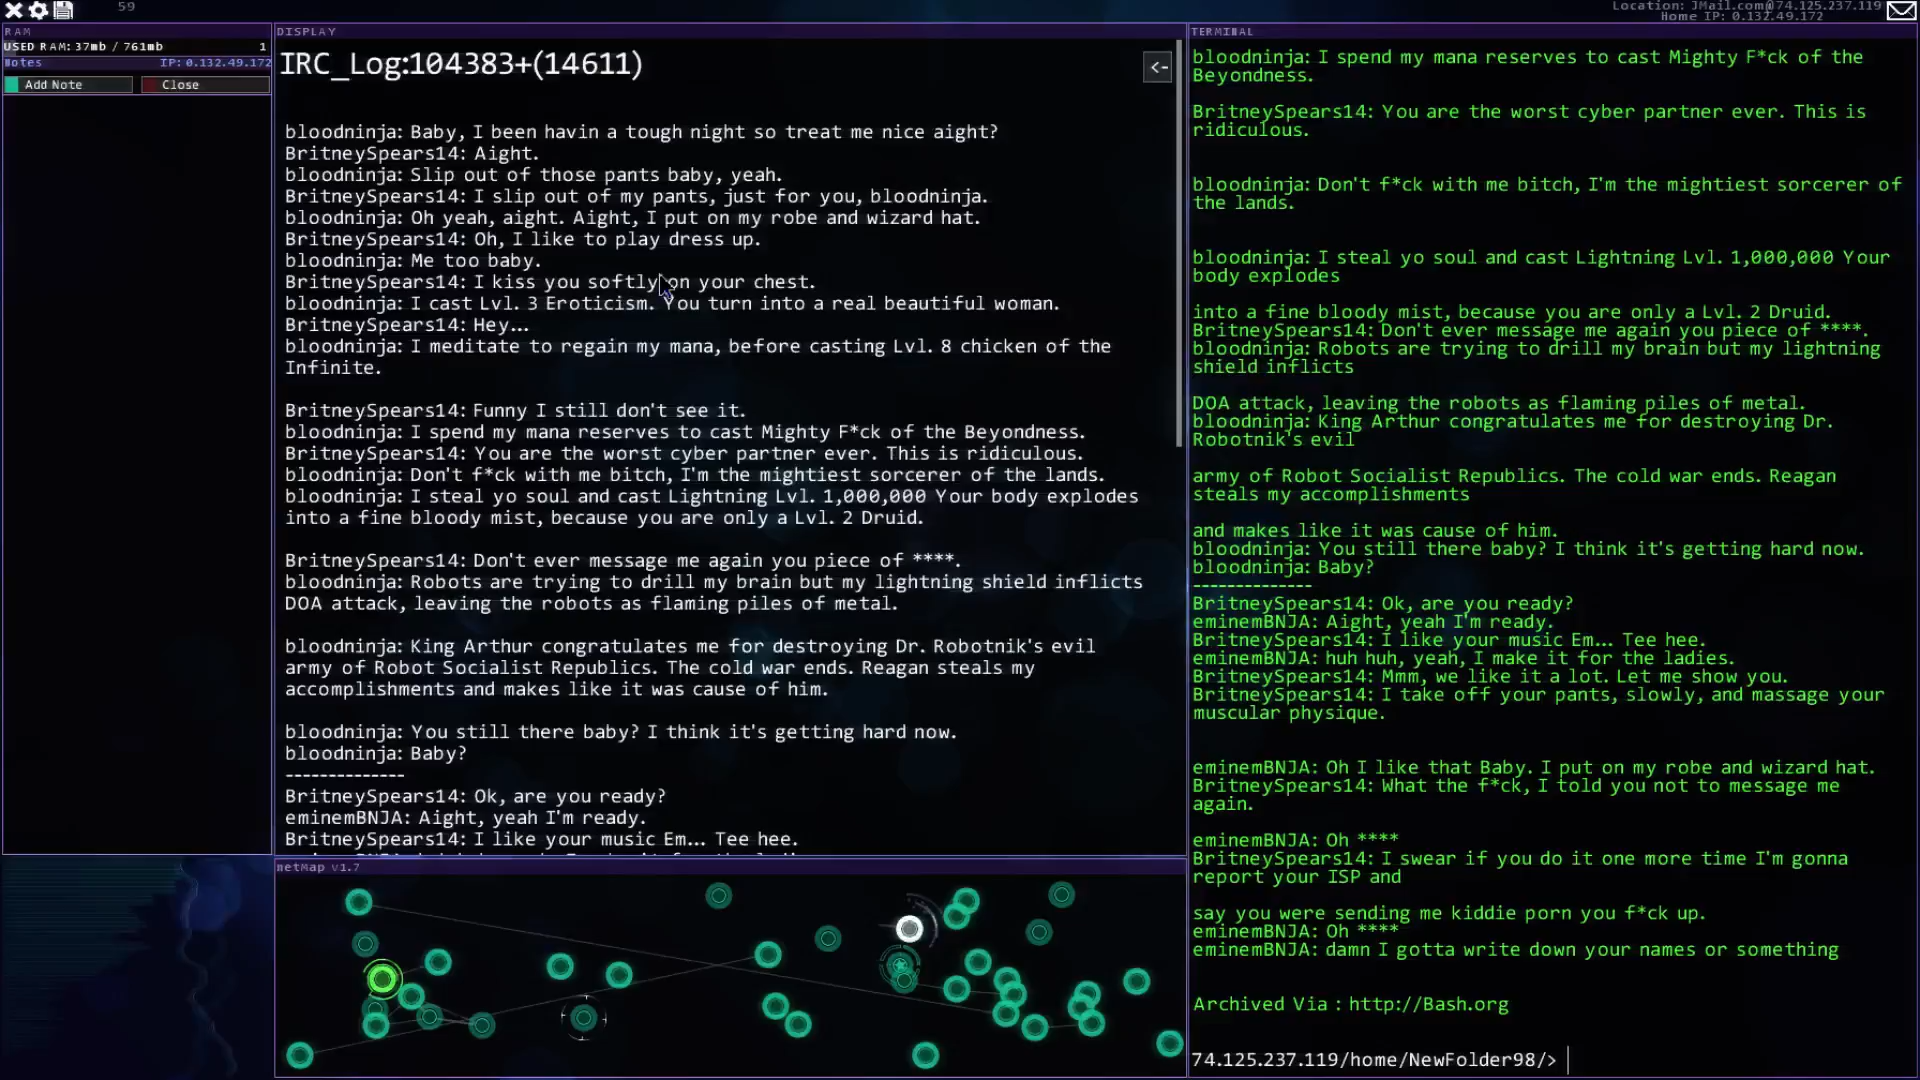 59
Location: JMail.com@74.125.237.119
Home IP: 0.132.49.172
RAM
USED RAM: 37mb / 761mb 1
Notes IP: 0.132.49.172
Add Note Close
DISPLAY
IRC_Log:104383+(14611)
<-
bloodninja: Baby, I been havin a tough night so treat me nice aight?
BritneySpears14: Aight.
bloodninja: Slip out of those pants baby, yeah.
BritneySpears14: I slip out of my pants, just for you, bloodninja.
bloodninja: Oh yeah, aight. Aight, I put on my robe and wizard hat.
BritneySpears14: Oh, I like to play dress up.
bloodninja: Me too baby.
BritneySpears14: I kiss you softly on your chest.
bloodninja: I cast Lvl. 3 Eroticism. You turn into a real beautiful woman.
BritneySpears14: Hey...
bloodninja: I meditate to regain my mana, before casting Lvl. 8 chicken of the
Infinite.
BritneySpears14: Funny I still don't see it.
bloodninja: I spend my mana reserves to cast Mighty F*ck of the Beyondness.
BritneySpears14: You are the worst cyber partner ever. This is ridiculous.
bloodninja: Don't f*ck with me bitch, I'm the mightiest sorcerer of the lands.
bloodninja: I steal yo soul and cast Lightning Lvl. 1,000,000 Your body explodes
into a fine bloody mist, because you are only a Lvl. 2 Druid.
BritneySpears14: Don't ever message me again you piece of ****.
bloodninja: Robots are trying to drill my brain but my lightning shield inflicts
DOA attack, leaving the robots as flaming piles of metal.
bloodninja: King Arthur congratulates me for destroying Dr. Robotnik's evil
army of Robot Socialist Republics. The cold war ends. Reagan steals my
accomplishments and makes like it was cause of him.
bloodninja: You still there baby? I think it's getting hard now.
bloodninja: Baby?
--------------
BritneySpears14: Ok, are you ready?
eminemBNJA: Aight, yeah I'm ready.
BritneySpears14: I like your music Em... Tee hee.
netMap v1.7
TERMINAL
bloodninja: I spend my mana reserves to cast Mighty F*ck of the
Beyondness.
BritneySpears14: You are the worst cyber partner ever. This is
ridiculous.
bloodninja: Don't f*ck with me bitch, I'm the mightiest sorcerer of
the lands.
bloodninja: I steal yo soul and cast Lightning Lvl. 1,000,000 Your
body explodes
into a fine bloody mist, because you are only a Lvl. 2 Druid.
BritneySpears14: Don't ever message me again you piece of ****.
bloodninja: Robots are trying to drill my brain but my lightning
shield inflicts
DOA attack, leaving the robots as flaming piles of metal.
bloodninja: King Arthur congratulates me for destroying Dr.
Robotnik's evil
army of Robot Socialist Republics. The cold war ends. Reagan
steals my accomplishments
and makes like it was cause of him.
bloodninja: You still there baby? I think it's getting hard now.
bloodninja: Baby?
--------------
BritneySpears14: Ok, are you ready?
eminemBNJA: Aight, yeah I'm ready.
BritneySpears14: I like your music Em... Tee hee.
eminemBNJA: huh huh, yeah, I make it for the ladies.
BritneySpears14: Mmm, we like it a lot. Let me show you.
BritneySpears14: I take off your pants, slowly, and massage your
muscular physique.
eminemBNJA: Oh I like that Baby. I put on my robe and wizard hat.
BritneySpears14: What the f*ck, I told you not to message me
again.
eminemBNJA: Oh ****
BritneySpears14: I swear if you do it one more time I'm gonna
report your ISP and
say you were sending me kiddie porn you f*ck up.
eminemBNJA: Oh ****
eminemBNJA: damn I gotta write down your names or something
Archived Via : http://Bash.org
74.125.237.119/home/NewFolder98/>